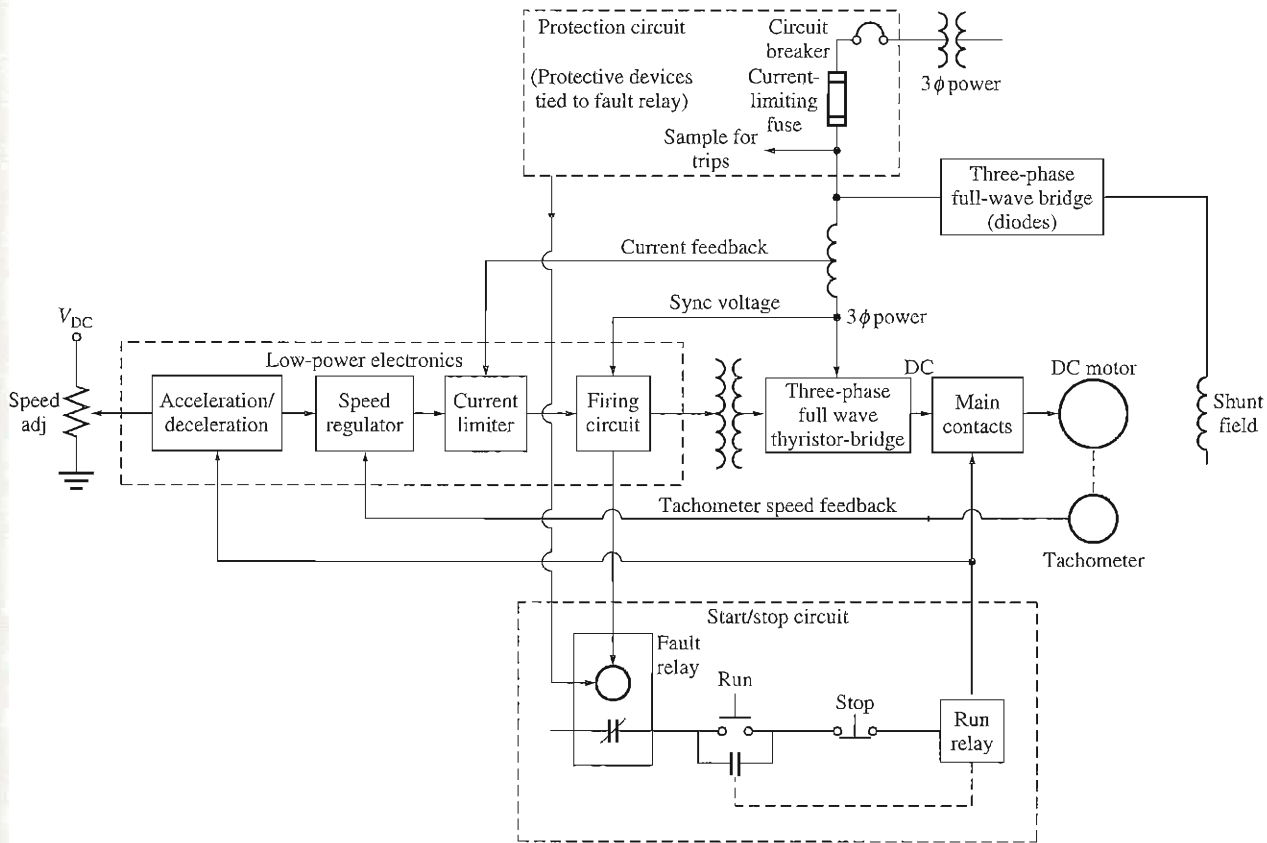 Protection circuit
Circuit
breaker
(Protective devices
tied to fault relay)
Current-
limiting
fuse
3ϕ power
Sample for
trips
Three-phase
full-wave bridge
(diodes)
Current feedback
Sync voltage
3ϕ power
V_DC
Speed
adj
Low-power electronics
Acceleration/
deceleration
Speed
regulator
Current
limiter
Firing
circuit
Three-phase
full wave
thyristor-bridge
DC
Main
contacts
DC motor
Shunt
field
Tachometer speed feedback
Tachometer
Start/stop circuit
Fault
relay
Run
Stop
Run
relay